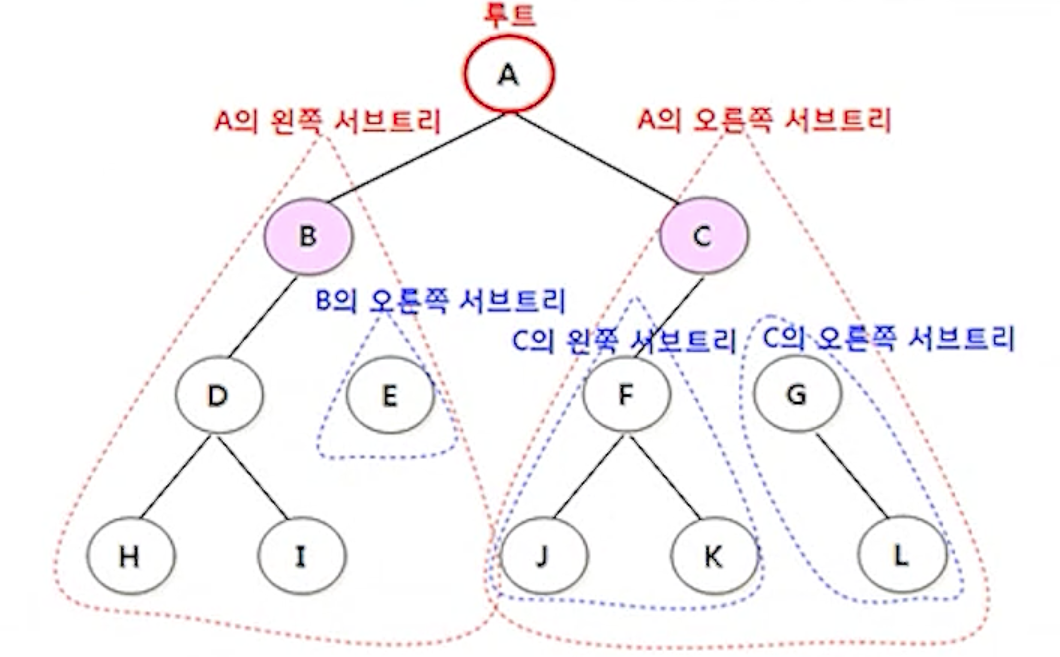 루트
A
A의 왼쪽 서브트리
A의 오른쪽 서브트리
B
C
B의 오른쪽 서브트리
C의 왼쪽 서브트리
C의 오른쪽 서브트리
D
E
F
G
H
I
J
K
L